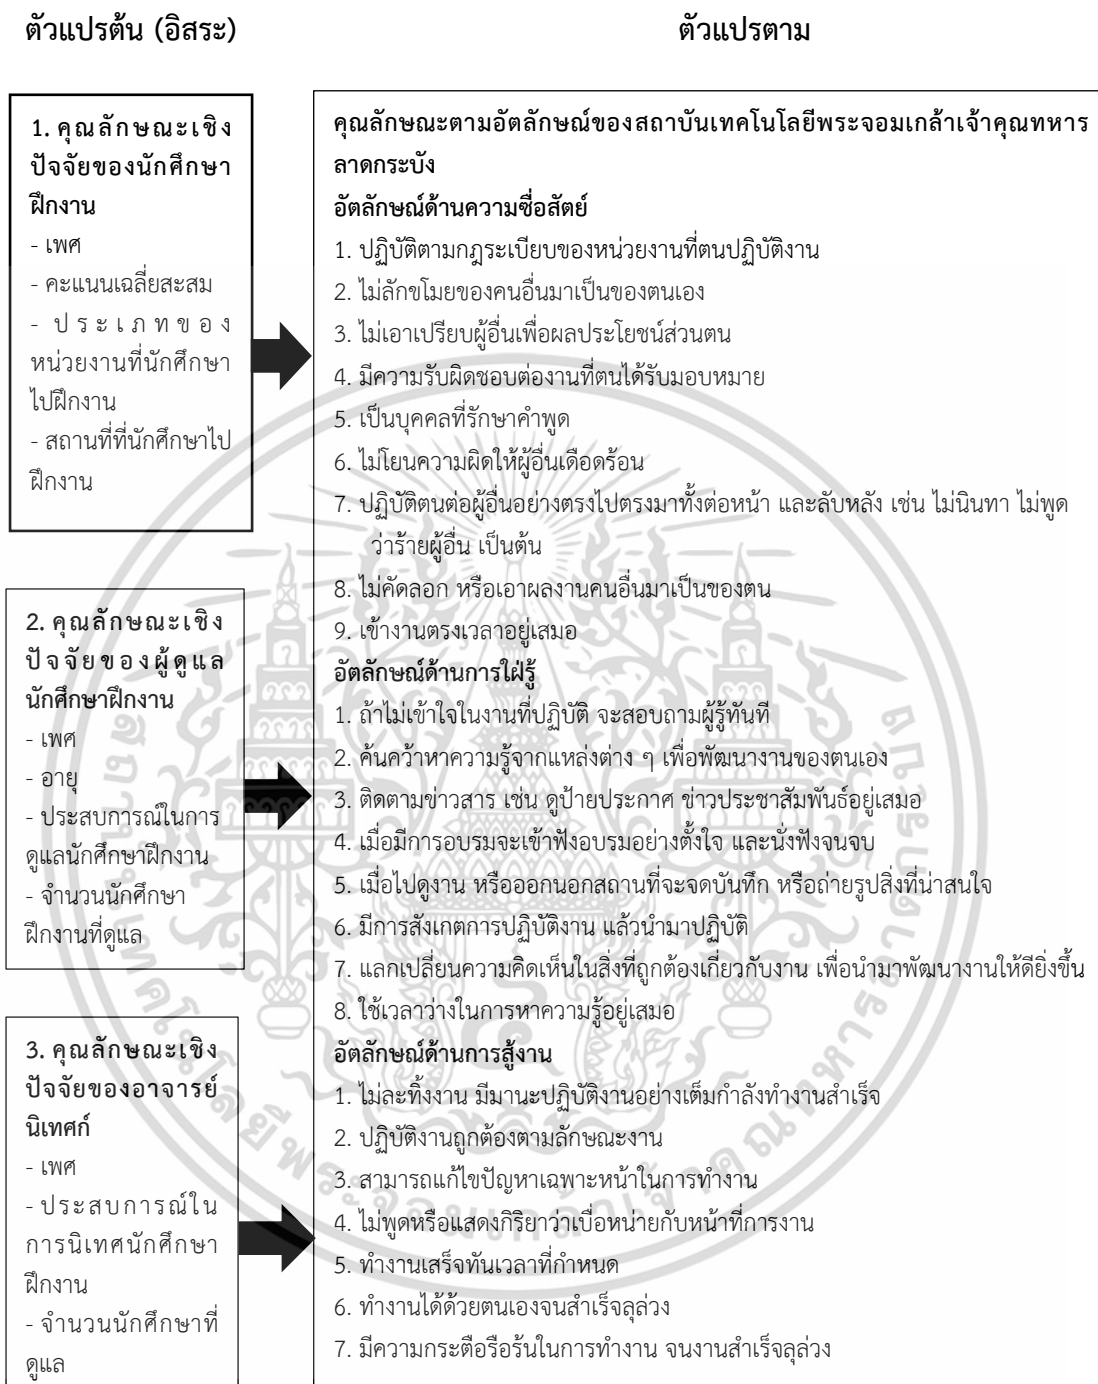 ตัวแปรต้น (อิสระ)
ตัวแปรตาม
1. คุณลักษณะเชิง
ปัจจัยของนักศึกษา
ฝึกงาน
- เพศ
- คะแนนเฉลี่ยสะสม
- ประเภทของ
หน่วยงานที่นักศึกษา
ไปฝึกงาน
- สถานที่ที่นักศึกษาไป
ฝึกงาน
2. คุณลักษณะเชิง
ปัจจัยของผู้ดูแล
นักศึกษาฝึกงาน
- เพศ
- อายุ
- ประสบการณ์ในการ
ดูแลนักศึกษาฝึกงาน
- จำนวนนักศึกษา
ฝึกงานที่ดูแล
3. คุณลักษณะเชิง
ปัจจัยของอาจารย์
นิเทศก์
- เพศ
- ประสบการณ์ใน
การนิเทศนักศึกษา
ฝึกงาน
- จำนวนนักศึกษาที่
ดูแล
คุณลักษณะตามอัตลักษณ์ของสถาบันเทคโนโลยีพระจอมเกล้าเจ้าคุณทหาร
ลาดกระบัง
อัตลักษณ์ด้านความซื่อสัตย์
1. ปฏิบัติตามกฎระเบียบของหน่วยงานที่ตนปฏิบัติงาน
2. ไม่ลักขโมยของคนอื่นมาเป็นของตนเอง
3. ไม่เอาเปรียบผู้อื่นเพื่อผลประโยชน์ส่วนตน
4. มีความรับผิดชอบต่องานที่ตนได้รับมอบหมาย
5. เป็นบุคคลที่รักษาคำพูด
6. ไม่โยนความผิดให้ผู้อื่นเดือดร้อน
7. ปฏิบัติตนต่อผู้อื่นอย่างตรงไปตรงมาทั้งต่อหน้า และลับหลัง เช่น ไม่นินทา ไม่พูด
ว่าร้ายผู้อื่น เป็นต้น
8. ไม่คัดลอก หรือเอาผลงานคนอื่นมาเป็นของตน
9. เข้างานตรงเวลาอยู่เสมอ
อัตลักษณ์ด้านการใฝ่รู้
1. ถ้าไม่เข้าใจในงานที่ปฏิบัติ จะสอบถามผู้รู้ทันที
2. ค้นคว้าหาความรู้จากแหล่งต่าง ๆ เพื่อพัฒนางานของตนเอง
3. ติดตามข่าวสาร เช่น ดูป้ายประกาศ ข่าวประชาสัมพันธ์อยู่เสมอ
4. เมื่อมีการอบรมจะเข้าฟังอบรมอย่างตั้งใจ และนั่งฟังจนจบ
5. เมื่อไปดูงาน หรือออกนอกสถานที่จะจดบันทึก หรือถ่ายรูปสิ่งที่น่าสนใจ
6. มีการสังเกตการปฏิบัติงาน แล้วนำมาปฏิบัติ
7. แลกเปลี่ยนความคิดเห็นในสิ่งที่ถูกต้องเกี่ยวกับงาน เพื่อนำมาพัฒนางานให้ดียิ่งขึ้น
8. ใช้เวลาว่างในการหาความรู้อยู่เสมอ
อัตลักษณ์ด้านการสู้งาน
1. ไม่ละทิ้งงาน มีมานะปฏิบัติงานอย่างเต็มกำลังทำงานสำเร็จ
2. ปฏิบัติงานถูกต้องตามลักษณะงาน
3. สามารถแก้ไขปัญหาเฉพาะหน้าในการทำงาน
4. ไม่พูดหรือแสดงกิริยาว่าเบื่อหน่ายกับหน้าที่การงาน
5. ทำงานเสร็จทันเวลาที่กำหนด
6. ทำงานได้ด้วยตนเองจนสำเร็จลุล่วง
7. มีความกระตือรือร้นในการทำงาน จนงานสำเร็จลุล่วง
สถาบันเทคโนโลยีพระจอมเกล้าเจ้าคุณทหารลาดกระบัง